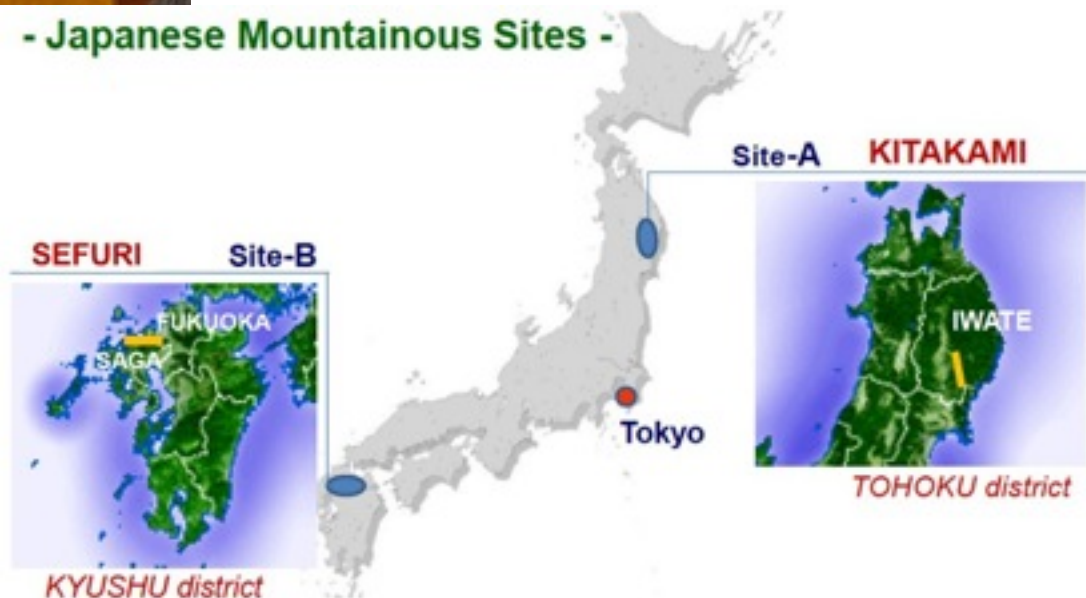 - Japanese Mountainous Sites -
Site-A KITAKAMI
SEFURI Site-B
FUKUOKA
SAGA
IWATE
Tokyo
TOHOKU district
KYUSHU district